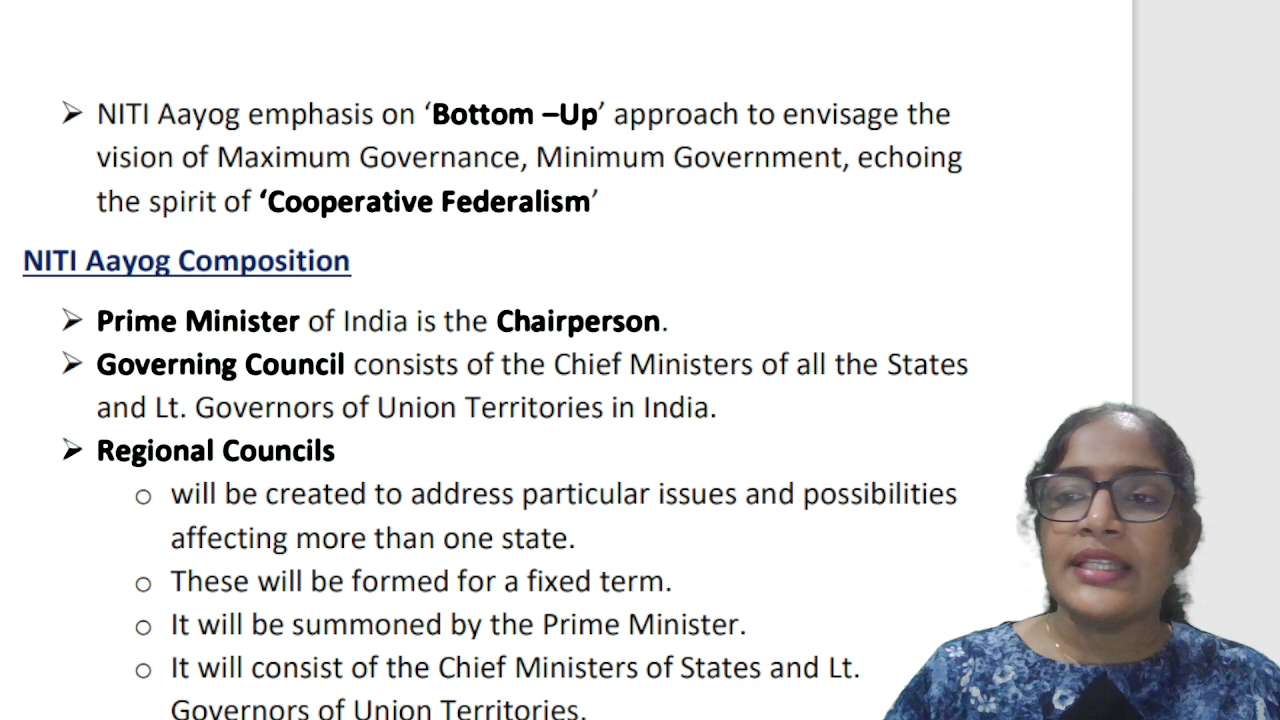 ➢ NITI Aayog emphasis on ‘Bottom –Up’ approach to envisage the
vision of Maximum Governance, Minimum Government, echoing
the spirit of ‘Cooperative Federalism’
NITI Aayog Composition
➢ Prime Minister of India is the Chairperson.
➢ Governing Council consists of the Chief Ministers of all the States
and Lt. Governors of Union Territories in India.
➢ Regional Councils
o will be created to address particular issues and possibilities
affecting more than one state.
o These will be formed for a fixed term.
o It will be summoned by the Prime Minister.
o It will consist of the Chief Ministers of States and Lt.
Governors of Union Territories.